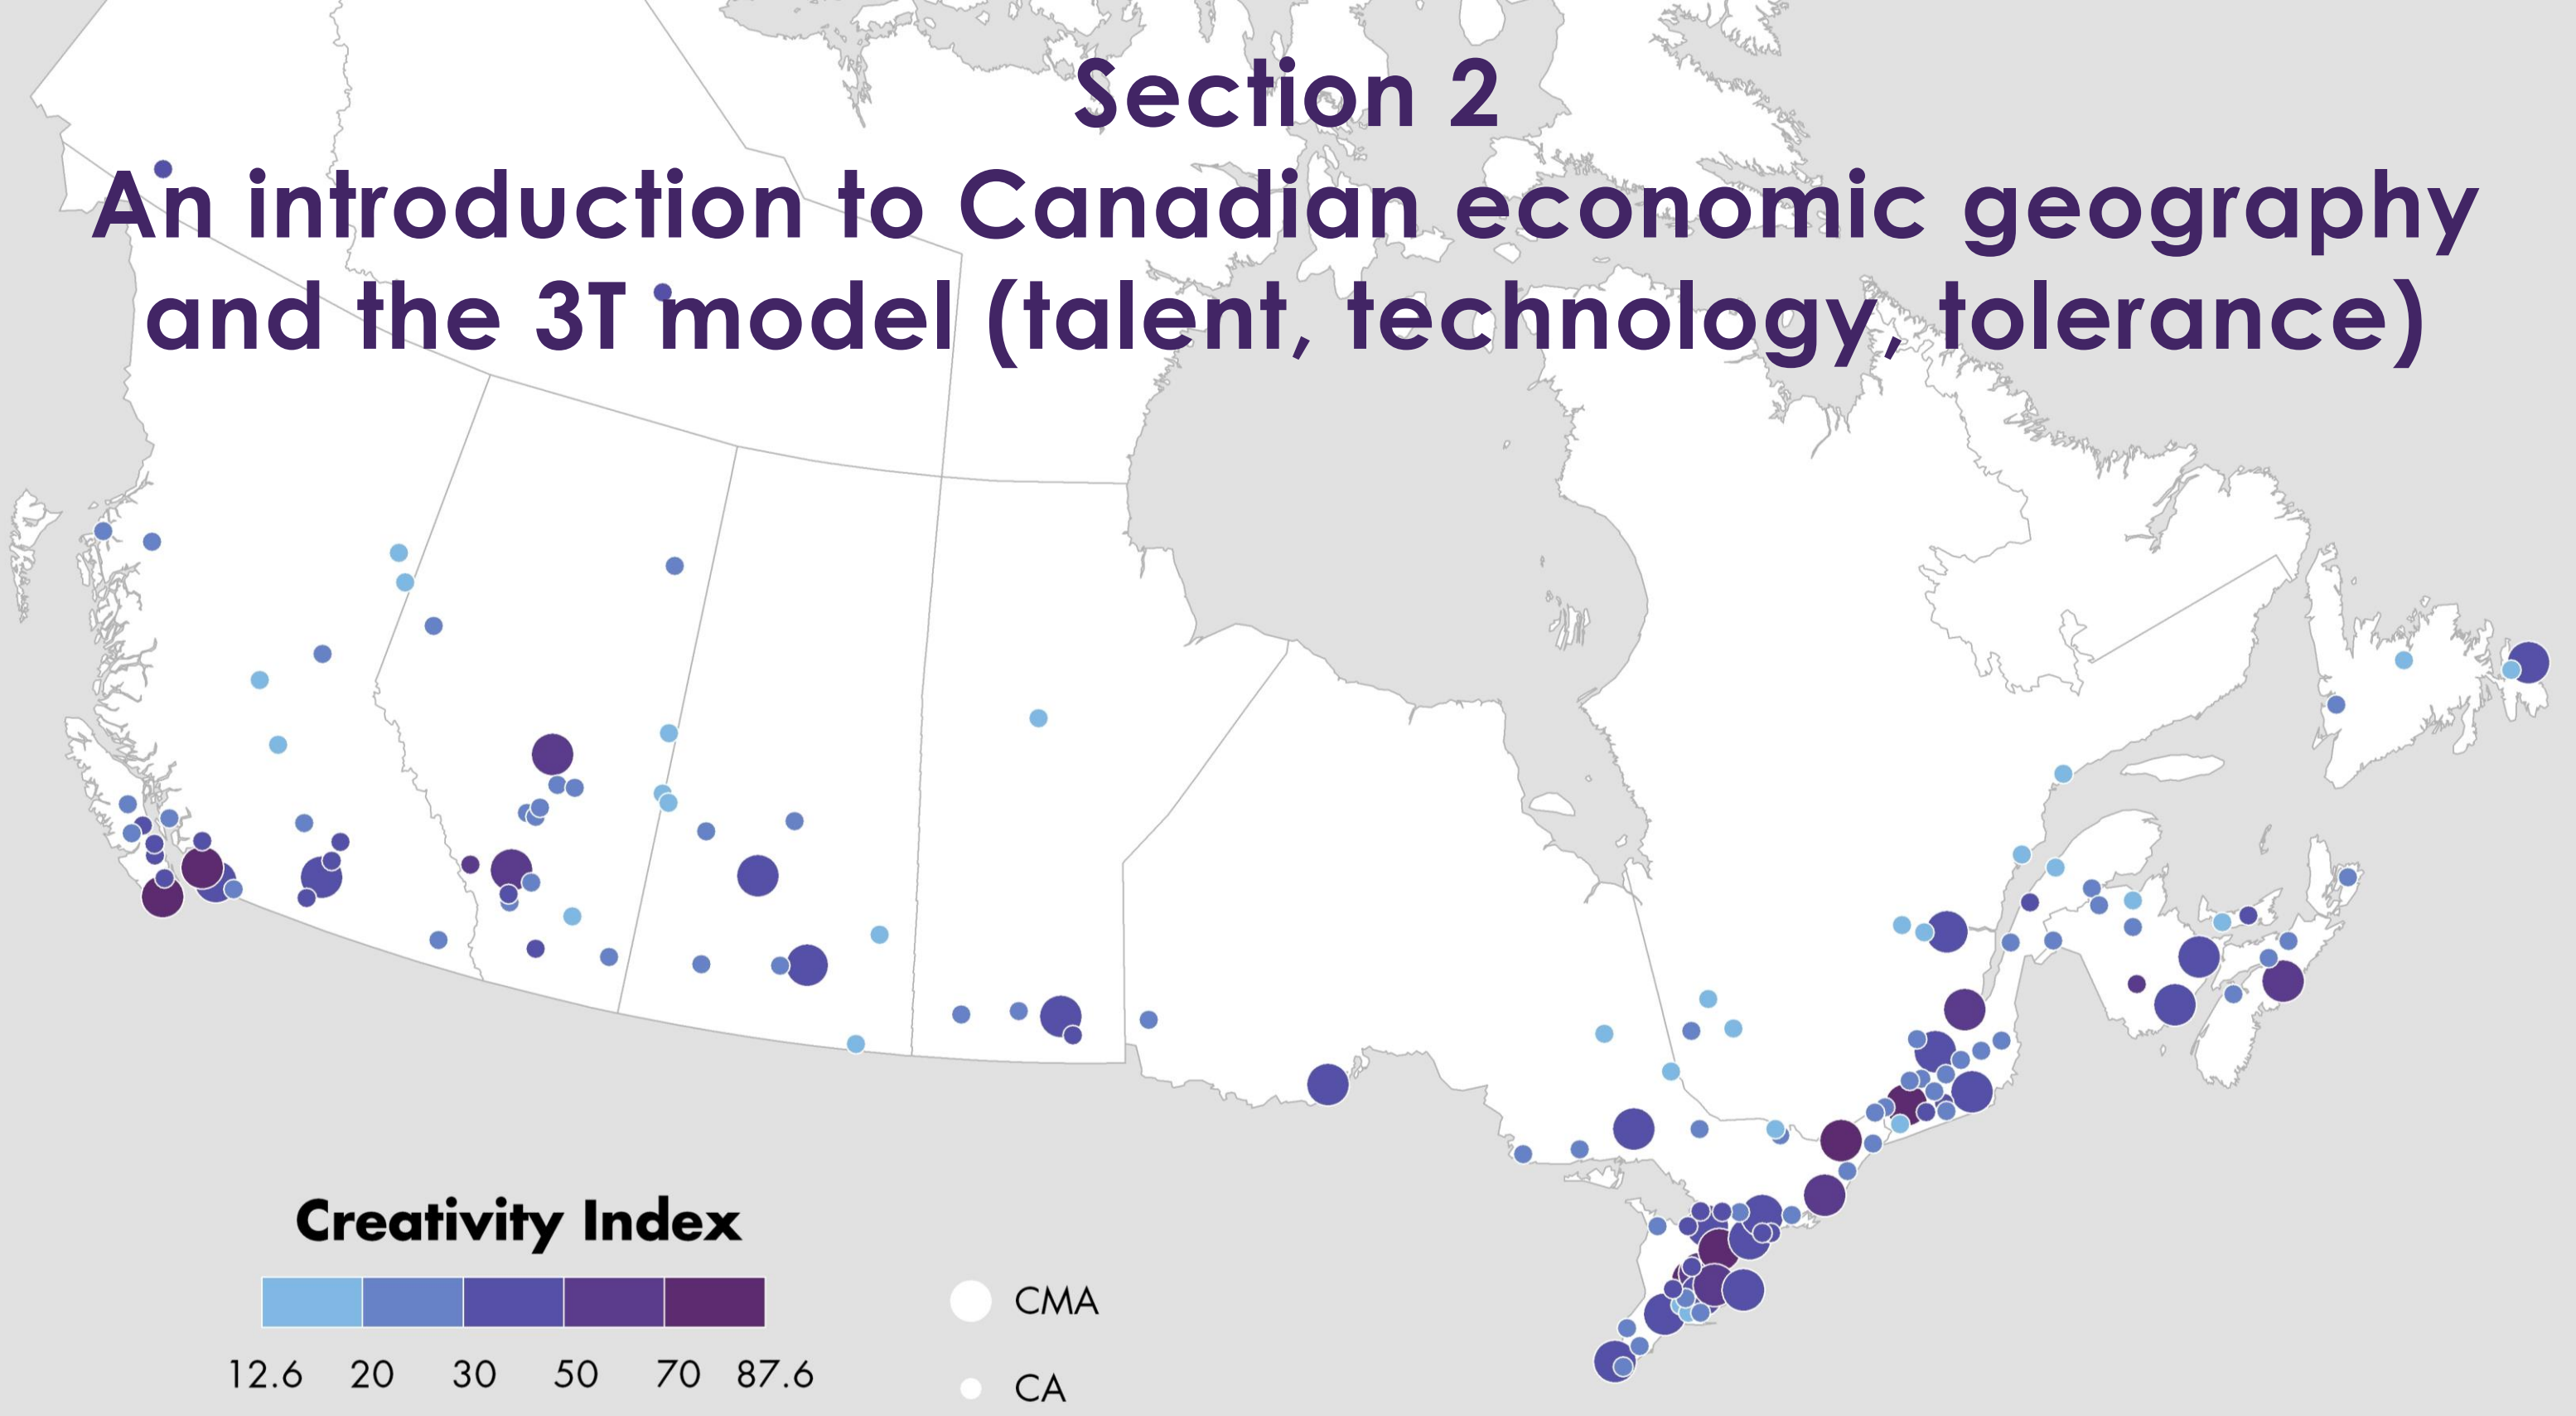 Section 2
An introduction to Canadian economic geography
and the 3T model (talent, technology, tolerance)
Creativity Index
12.6 20 30 50 70 87.6
CMA
CA